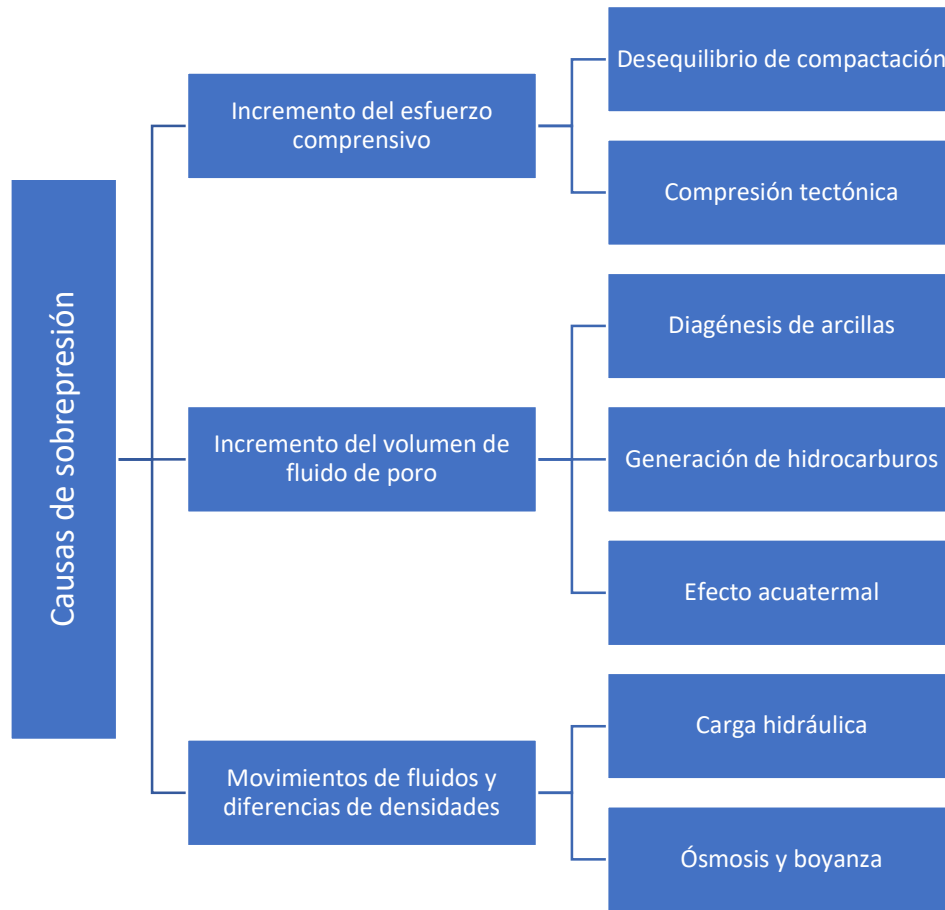 Causas de sobrepresión
Incremento del esfuerzo
comprensivo
Desequilibrio de compactación
Compresión tectónica
Incremento del volumen de
fluido de poro
Diagénesis de arcillas
Generación de hidrocarburos
Efecto acuatermal
Movimientos de fluidos y
diferencias de densidades
Carga hidráulica
Ósmosis y boyanza